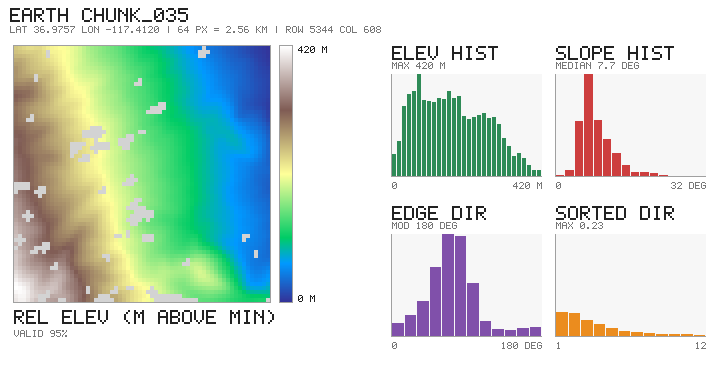 EARTH CHUNK_035
LAT 36.9757 LON -117.4120 | 64 PX = 2.56 KM | ROW 5344 COL 608
420 M
0 M
REL ELEV (M ABOVE MIN)
VALID 95%
ELEV HIST
MAX 420 M
0 420 M
SLOPE HIST
MEDIAN 7.7 DEG
0 32 DEG
EDGE DIR
MOD 180 DEG
0 180 DEG
SORTED DIR
MAX 0.23
1 12